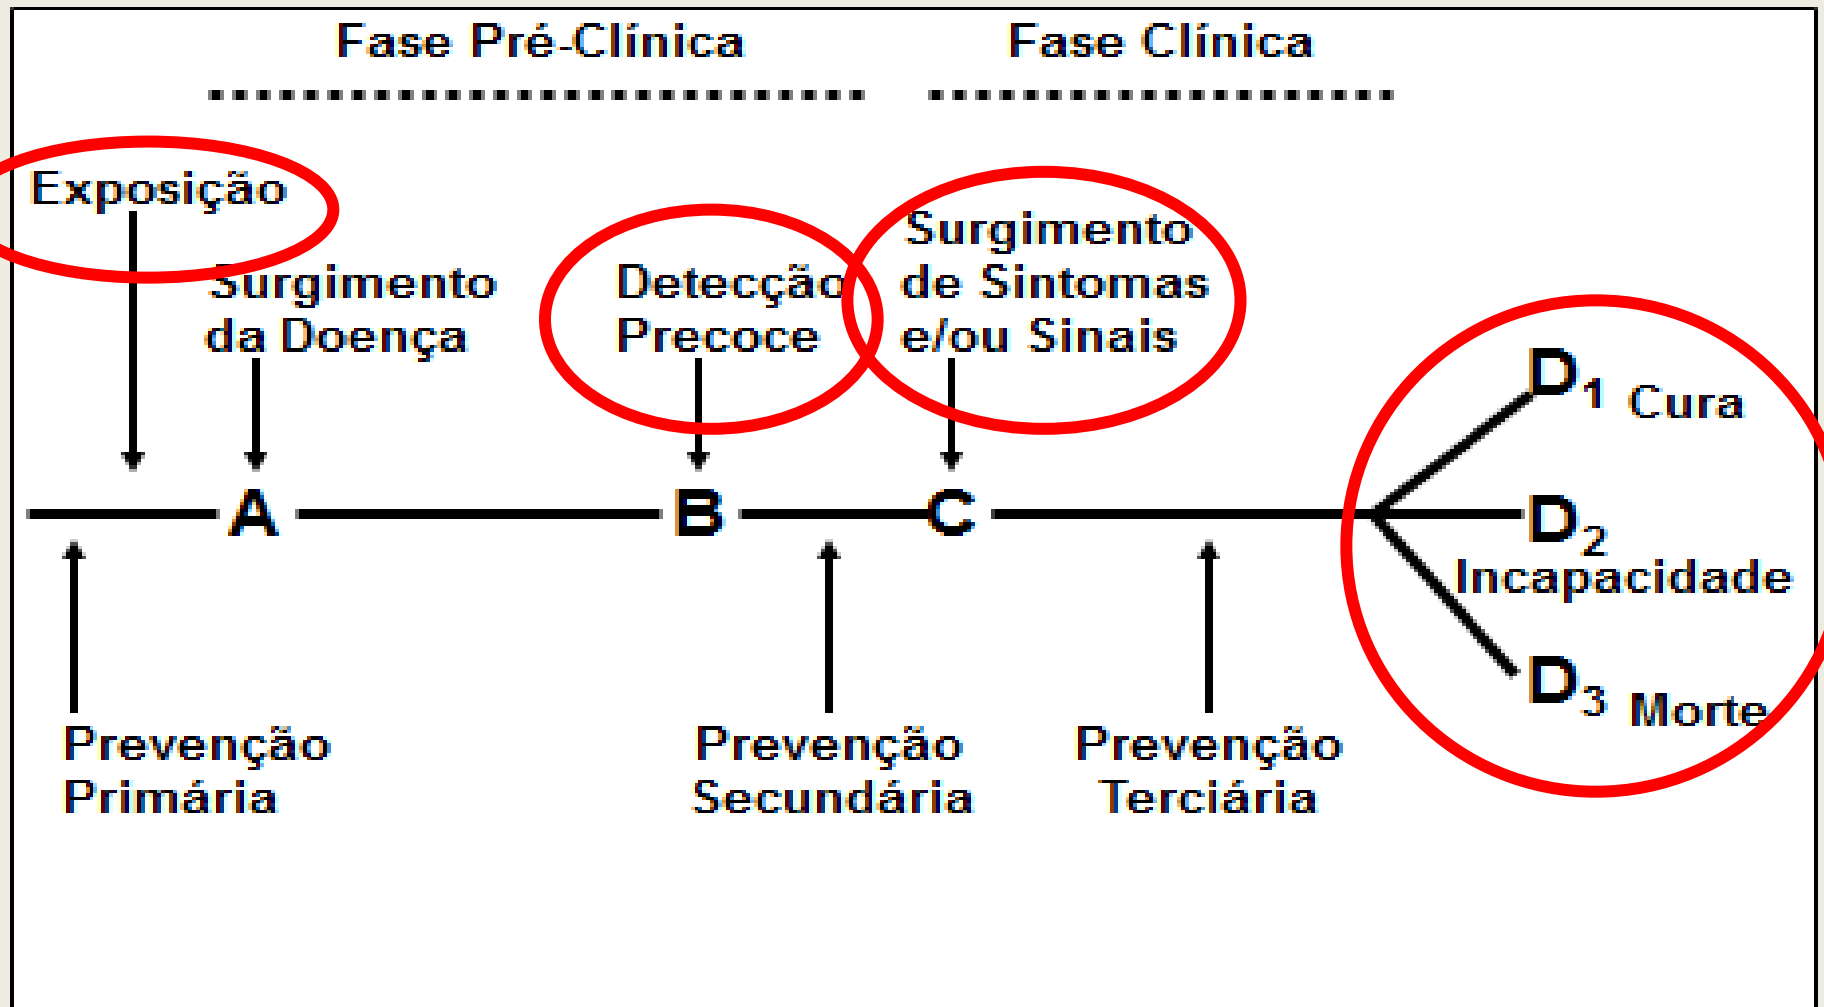 Fase Pré-Clínica
Fase Clínica
Exposição
Surgimento
da Doença
Detecção
Precoce
Surgimento
de Sintomas
e/ou Sinais
A
B
C
D1 Cura
D2
Incapacidade
D3 Morte
Prevenção
Primária
Prevenção
Secundária
Prevenção
Terciária